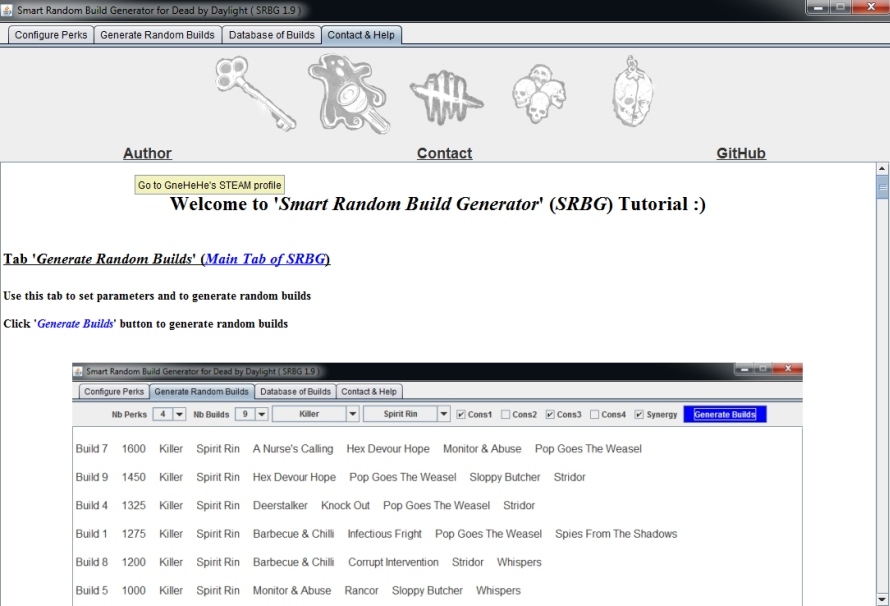 Smart Random Build Generator for Dead by Daylight ( SRBG 1.9 )
Configure Perks Generate Random Builds Database of Builds Contact & Help
Author Contact GitHub
Go to GneHeHe's STEAM profile
Welcome to 'Smart Random Build Generator' (SRBG) Tutorial :)
Tab 'Generate Random Builds' (Main Tab of SRBG)
Use this tab to set parameters and to generate random builds
Click 'Generate Builds' button to generate random builds
Smart Random Build Generator for Dead by Daylight ( SRBG 1.9 )
Configure Perks Generate Random Builds Database of Builds Contact & Help
Nb Perks 4 Nb Builds 9 Killer Spirit Rin Cons1 Cons2 Cons3 Cons4 Synergy Generate Builds
Build 7 1600 Killer Spirit Rin A Nurse's Calling Hex Devour Hope Monitor & Abuse Pop Goes The Weasel
Build 9 1450 Killer Spirit Rin Hex Devour Hope Pop Goes The Weasel Sloppy Butcher Stridor
Build 4 1325 Killer Spirit Rin Deerstalker Knock Out Pop Goes The Weasel Stridor
Build 1 1275 Killer Spirit Rin Barbecue & Chilli Infectious Fright Pop Goes The Weasel Spies From The Shadows
Build 8 1200 Killer Spirit Rin Barbecue & Chilli Corrupt Intervention Stridor Whispers
Build 5 1000 Killer Spirit Rin Monitor & Abuse Rancor Sloppy Butcher Whispers